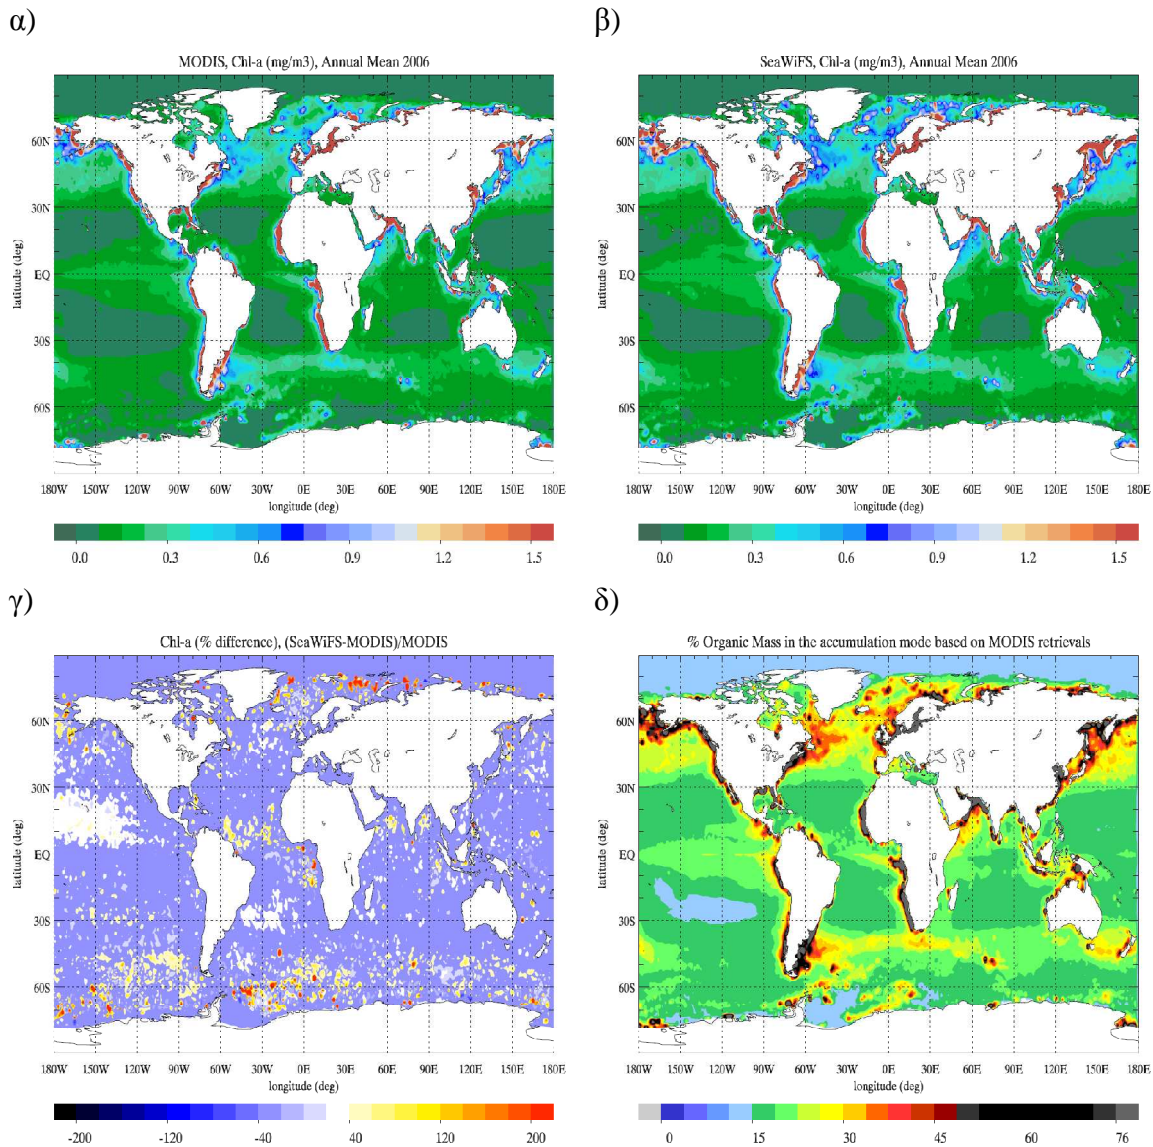 α)
MODIS, Chl-a (mg/m3), Annual Mean 2006
60N
30N
EQ
30S
60S
latitude (deg)
180W 150W 120W 90W 60W 30W 0E 30E 60E 90E 120E 150E 180E
longitude (deg)
0.0 0.3 0.6 0.9 1.2 1.5
β)
SeaWiFS, Chl-a (mg/m3), Annual Mean 2006
60N
30N
EQ
30S
60S
latitude (deg)
180W 150W 120W 90W 60W 30W 0E 30E 60E 90E 120E 150E 180E
longitude (deg)
0.0 0.3 0.6 0.9 1.2 1.5
γ)
Chl-a (% difference), (SeaWiFS-MODIS)/MODIS
60N
30N
EQ
30S
60S
latitude (deg)
180W 150W 120W 90W 60W 30W 0E 30E 60E 90E 120E 150E 180E
longitude (deg)
-200 -120 -40 40 120 200
δ)
% Organic Mass in the accumulation mode based on MODIS retrievals
60N
30N
EQ
30S
60S
latitude (deg)
180W 150W 120W 90W 60W 30W 0E 30E 60E 90E 120E 150E 180E
longitude (deg)
0 15 30 45 60 76